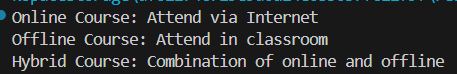 Online Course: Attend via Internet
Offline Course: Attend in classroom
Hybrid Course: Combination of online and offline